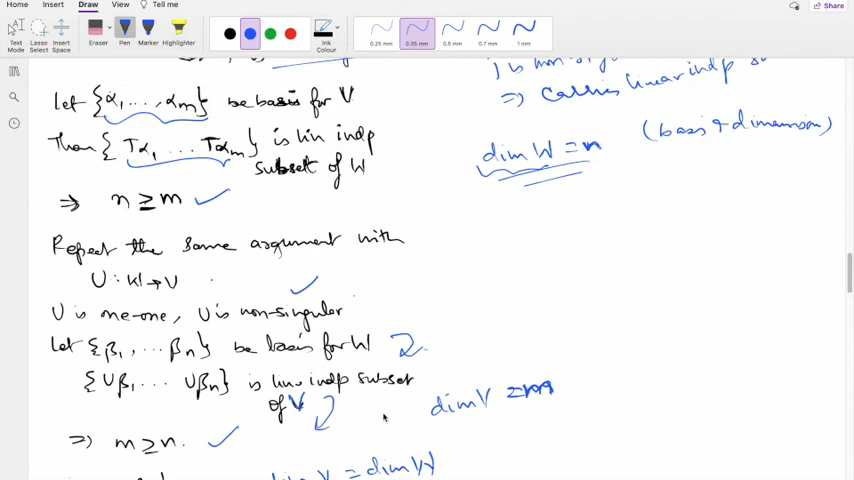 Home Insert Draw View Tell me
Share
Text Mode
Lasso Select
Insert Space
Eraser
Pen
Marker
Highlighter
Ink Colour
0.25 mm
0.35 mm
0.5 mm
0.7 mm
1 mm
let {α₁, ..., αm} be basis for V
Then {Tα₁ ... Tαm} is lin indp
subset of W
⇒ n ≥ m
Repeat the same argument with
U : W → V
U is one-one, U is non-singular
Let {β₁, ... βn} be basis for W
{Uβ₁, ... Uβn} is lin indp subset
of V
⇒ m ≥ n.
is non-
⇒ Carries linear indp
dim W = n
(basis & dimension)
dim V = m
V = dim W